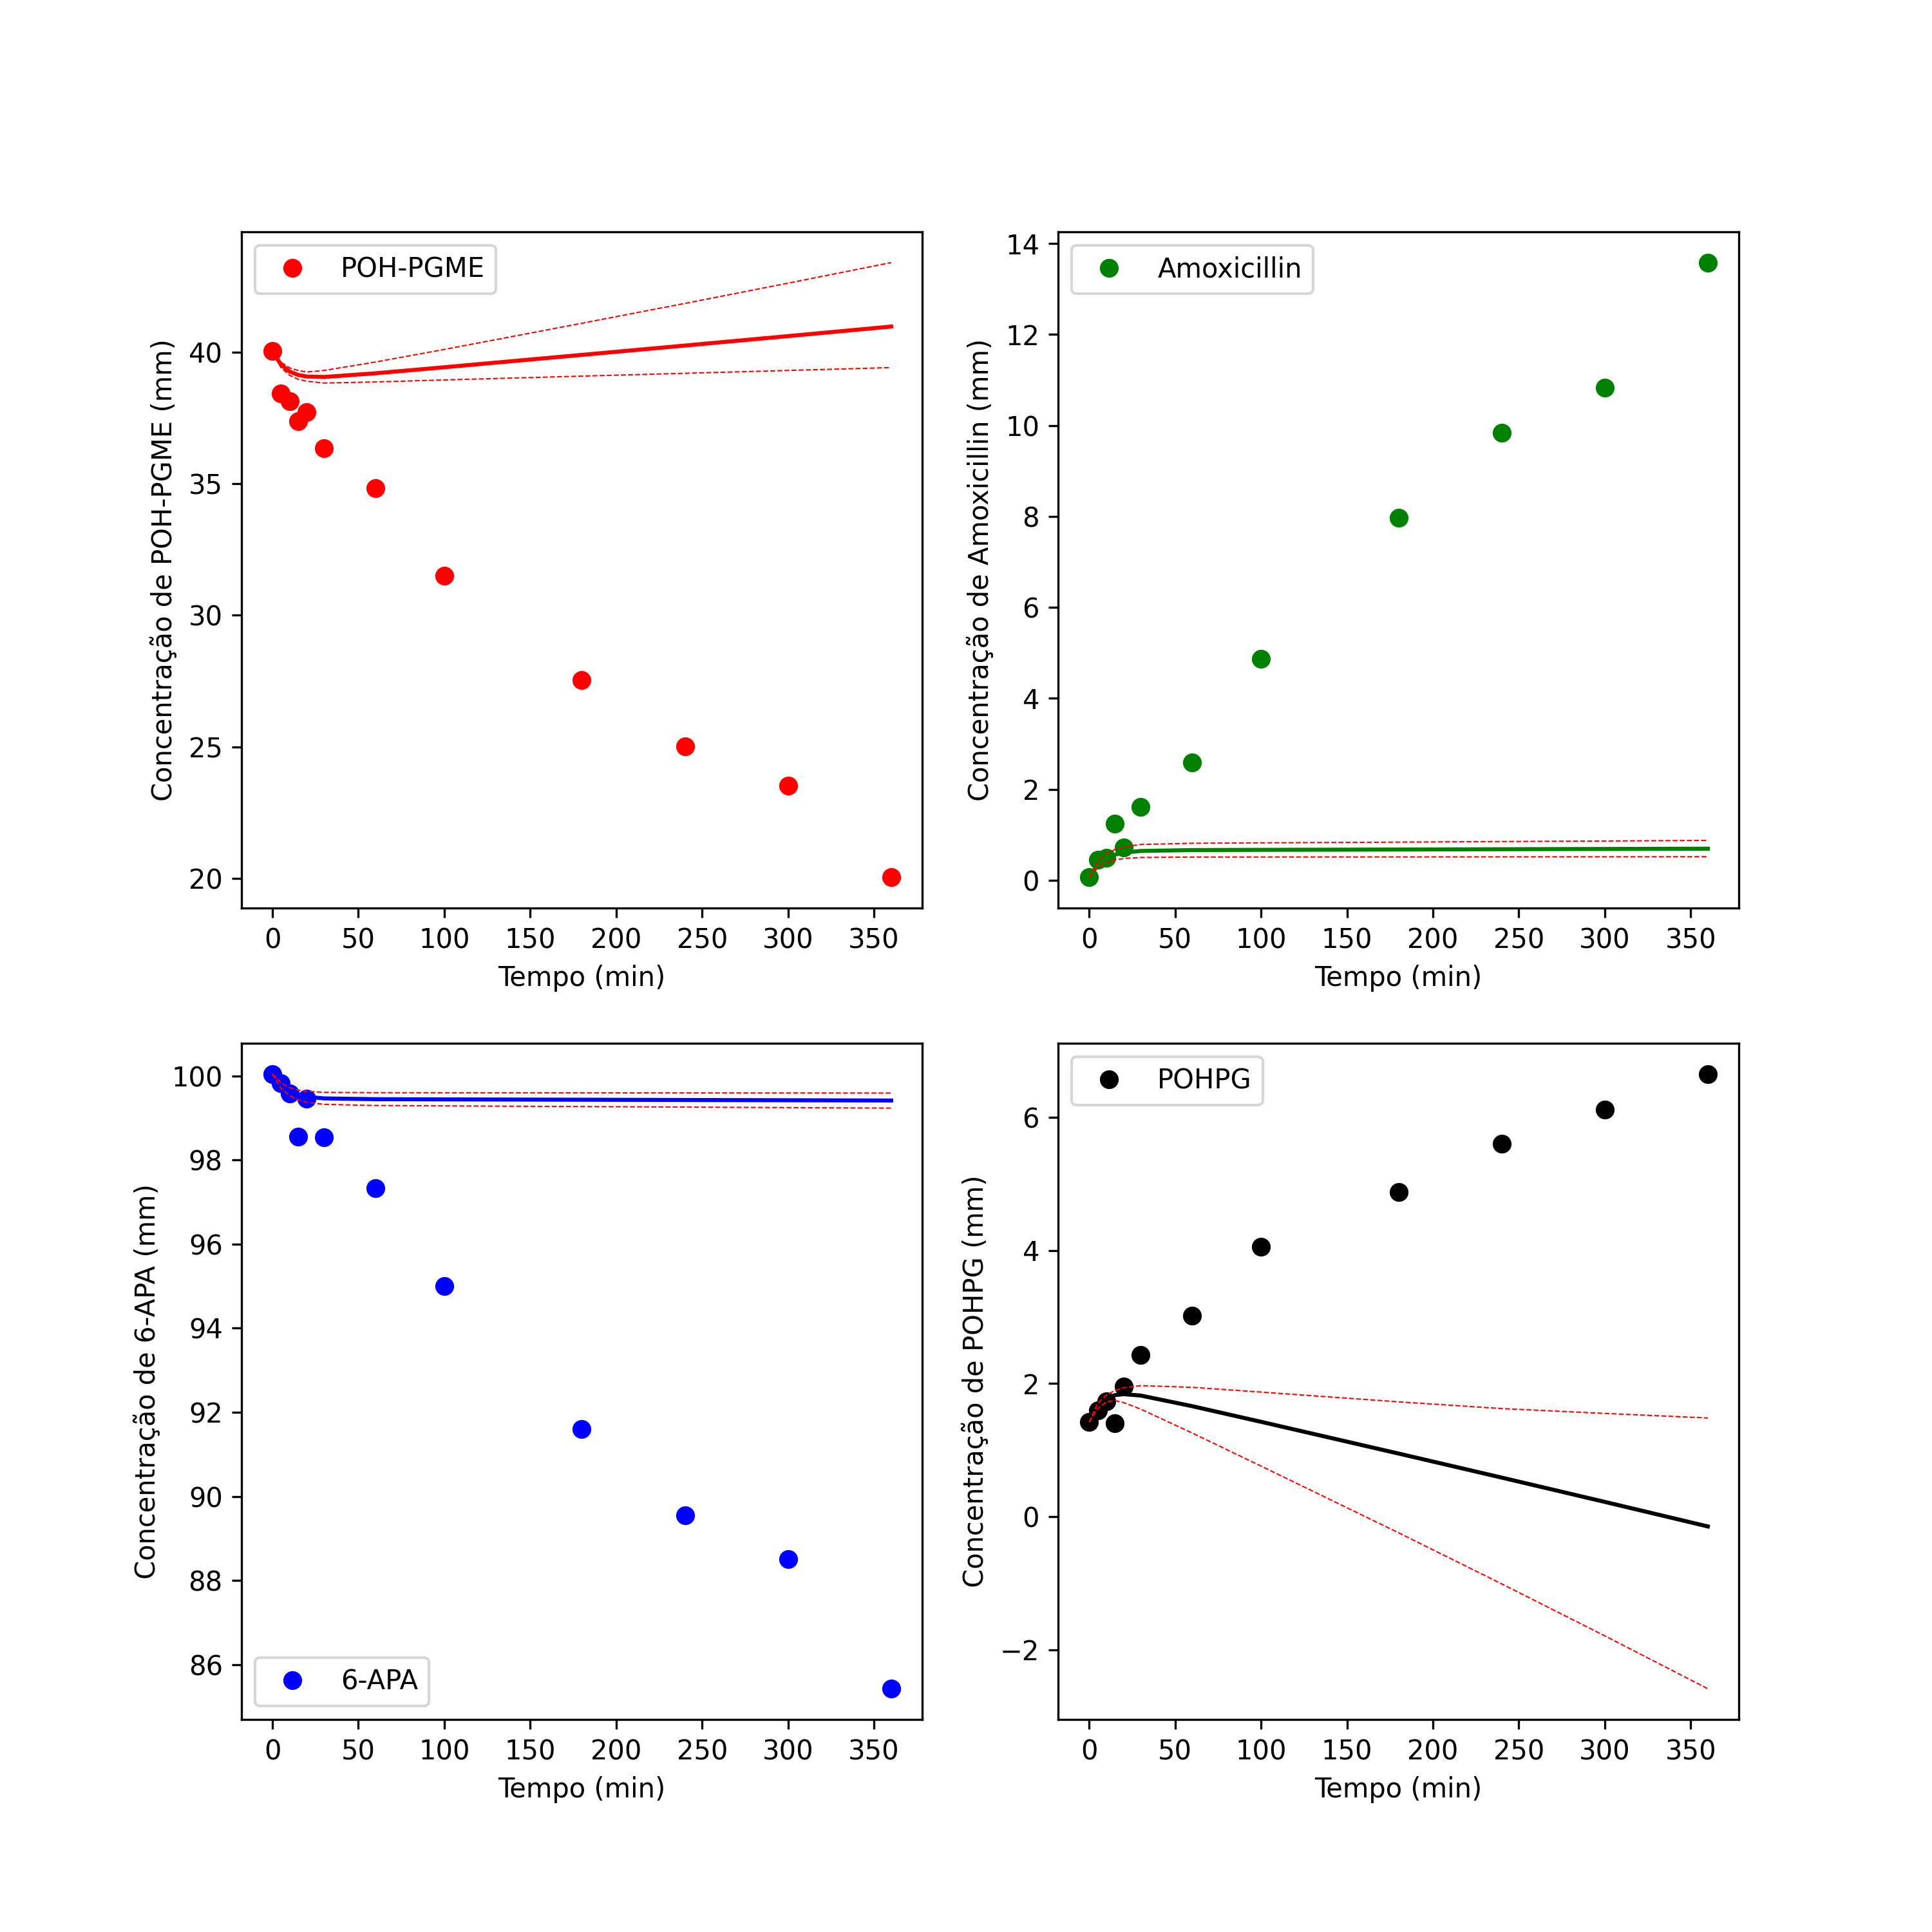 POH-PGME
Concentração de POH-PGME (mm)
40
35
30
25
20
0 50 100 150 200 250 300 350
Tempo (min)
Amoxicillin
Concentração de Amoxicillin (mm)
14
12
10
8
6
4
2
0
0 50 100 150 200 250 300 350
Tempo (min)
6-APA
Concentração de 6-APA (mm)
100
98
96
94
92
90
88
86
0 50 100 150 200 250 300 350
Tempo (min)
POHPG
Concentração de POHPG (mm)
6
4
2
0
−2
0 50 100 150 200 250 300 350
Tempo (min)